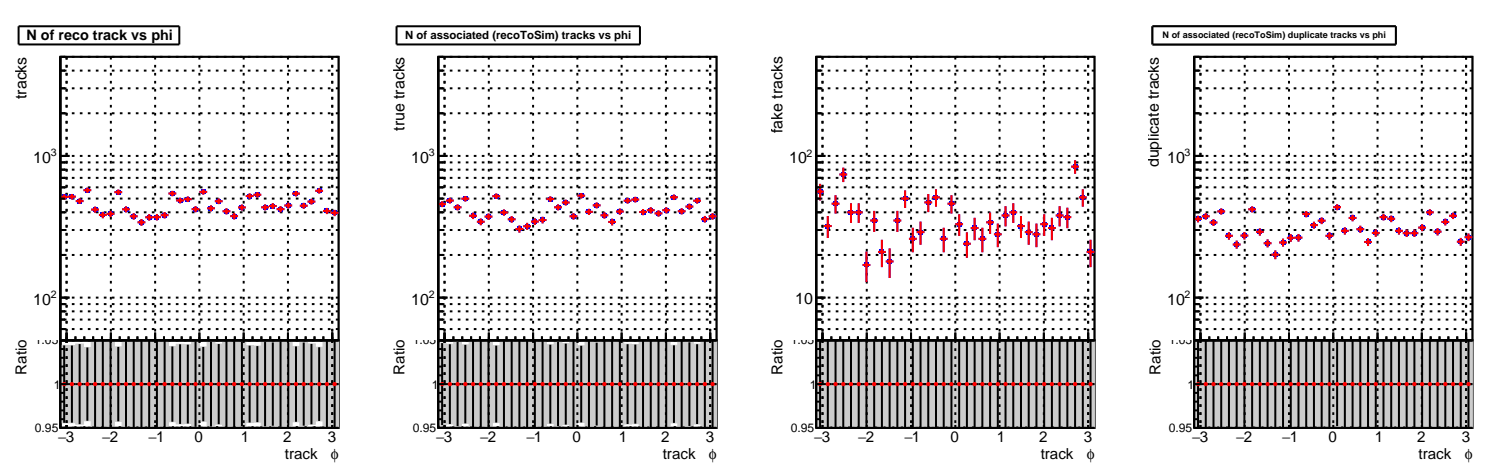 N of reco track vs phi
tracks
10³
10²
Ratio
1
0.95
−3 −2 −1 0 1 2 3
track ϕ
N of associated (recoToSim) tracks vs phi
true tracks
10³
10²
Ratio
1
0.95
−3 −2 −1 0 1 2 3
track ϕ
fake tracks
10²
10
Ratio
1
0.95
−3 −2 −1 0 1 2 3
track ϕ
N of associated (recoToSim) duplicate tracks vs phi
duplicate tracks
10³
10²
Ratio
1
0.95
−3 −2 −1 0 1 2 3
track ϕ